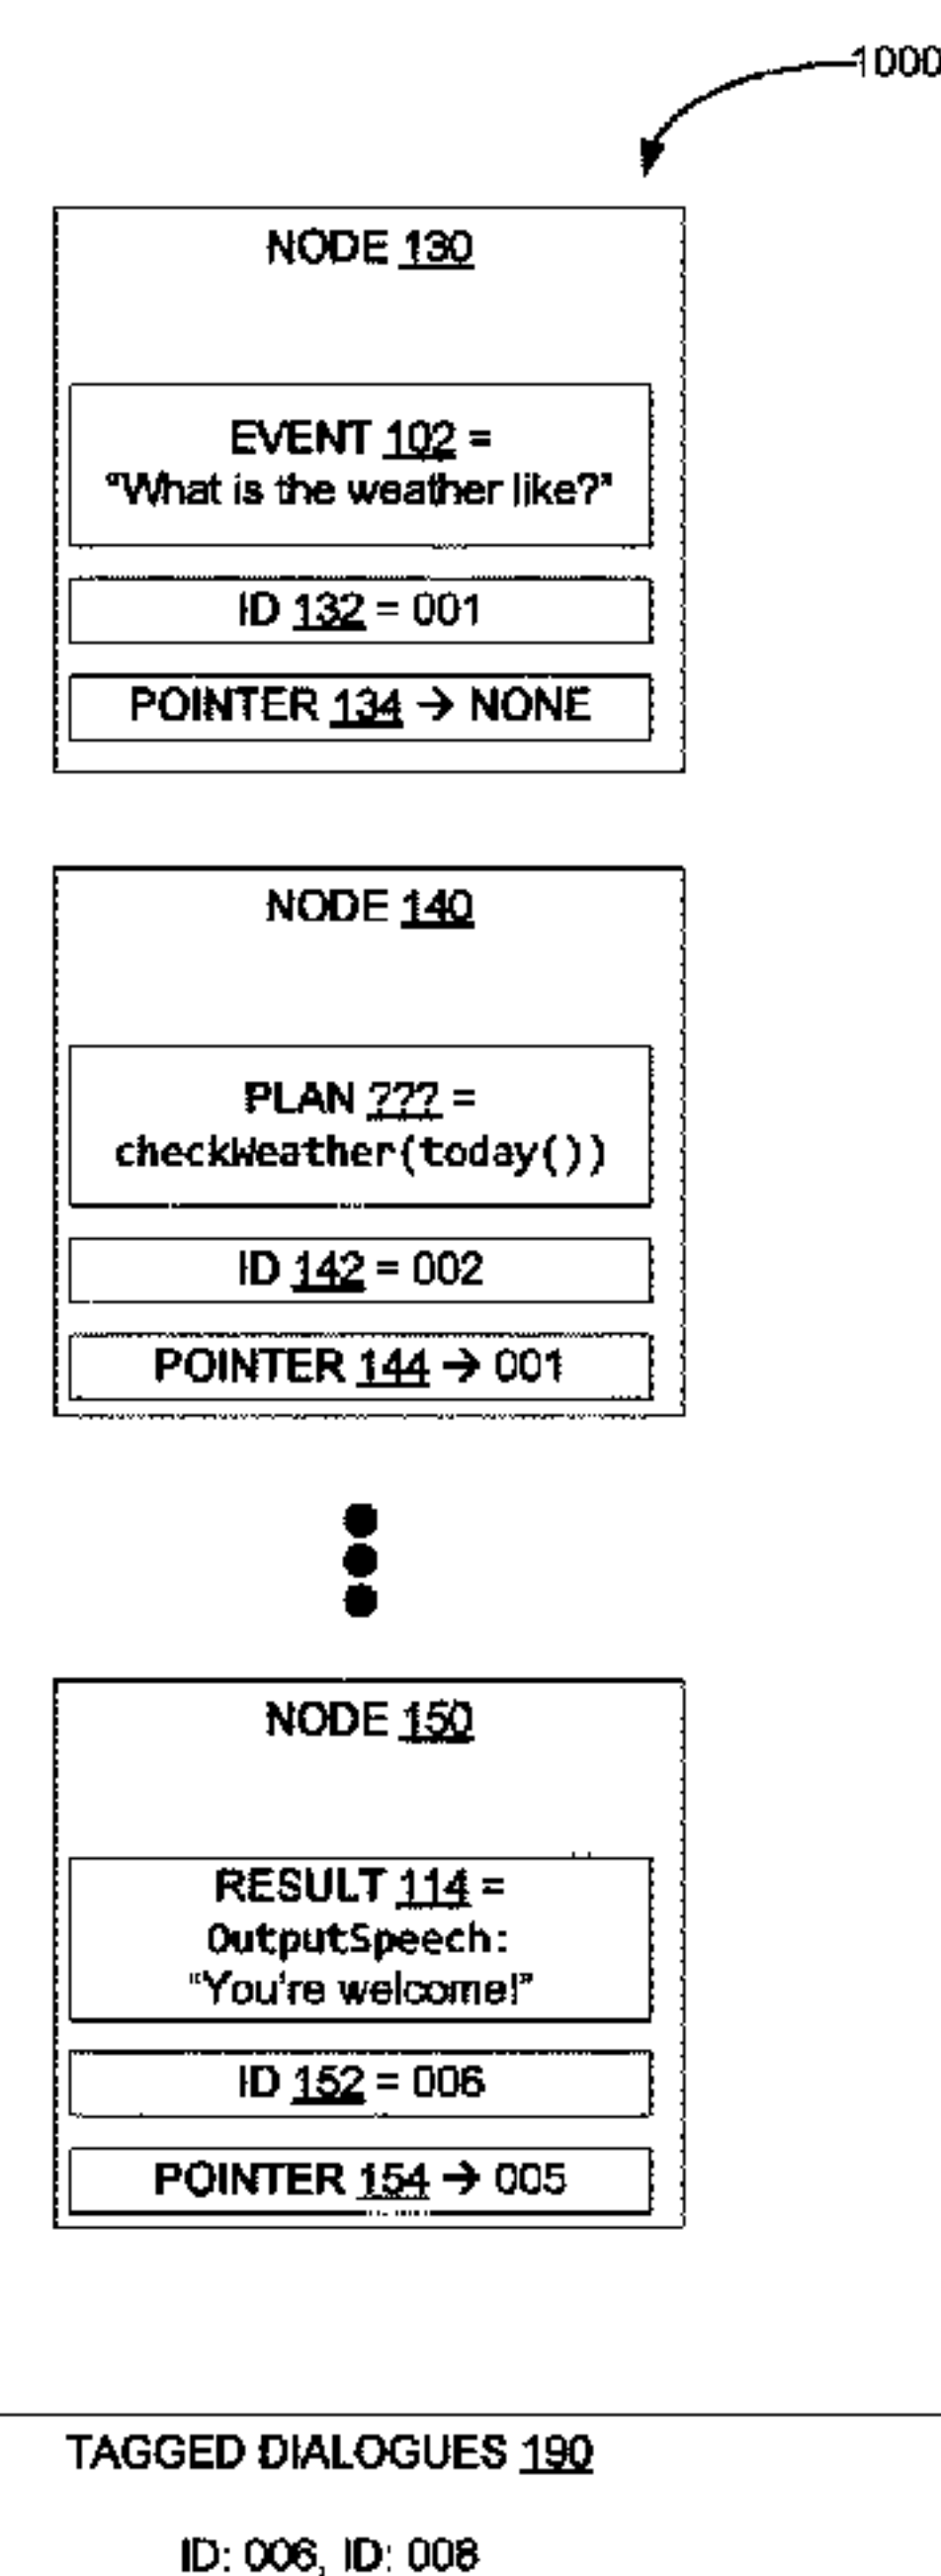 1000
NODE 130
EVENT 102 =
“What is the weather like?”
ID 132 = 001
POINTER 134 → NONE
NODE 140
PLAN ??? =
checkWeather(today())
ID 142 = 002
POINTER 144 → 001
NODE 150
RESULT 114 =
OutputSpeech:
“You’re welcome!”
ID 152 = 006
POINTER 154 → 005
TAGGED DIALOGUES 190
ID: 006, ID: 008